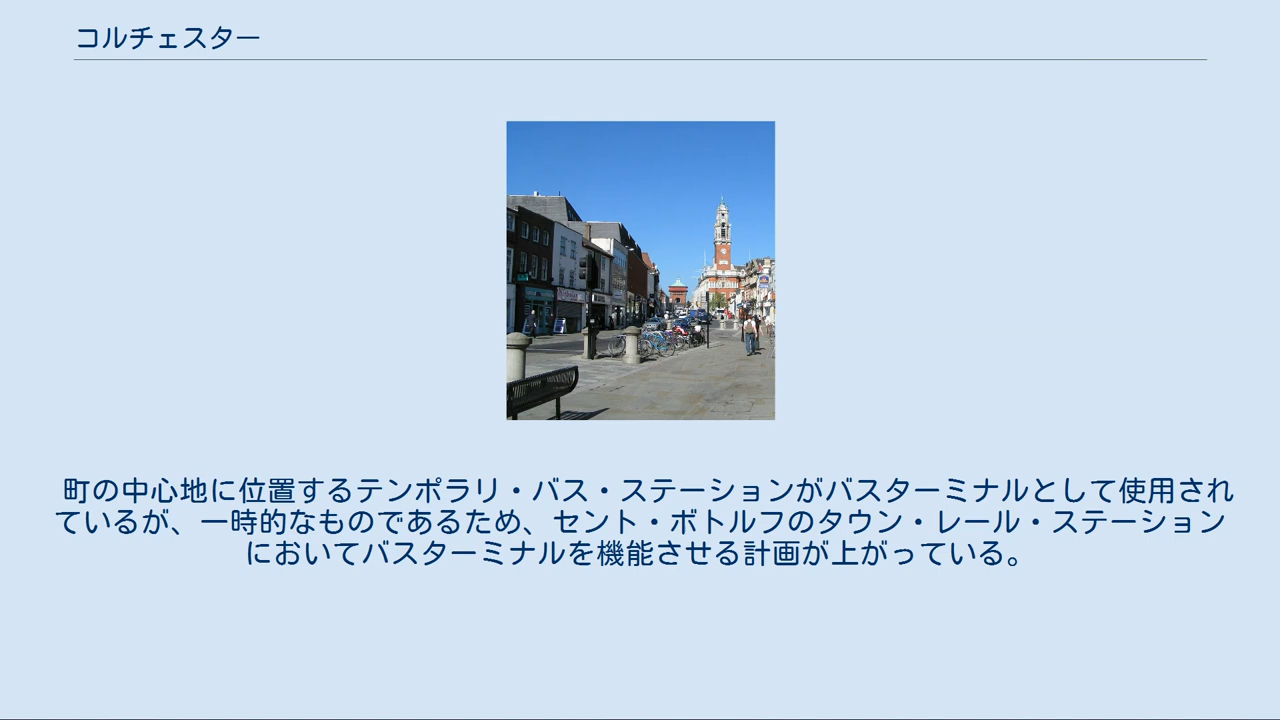 コルチェスター
町の中心地に位置するテンポラリ・バス・ステーションがバスターミナルとして使用され
ているが、一時的なものであるため、セント・ボトルフのタウン・レール・ステーション
においてバスターミナルを機能させる計画が上がっている。